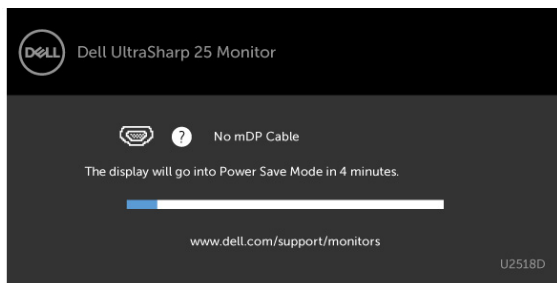 DELL
Dell UltraSharp 25 Monitor
? No mDP Cable
The display will go into Power Save Mode in 4 minutes.
www.dell.com/support/monitors
U2518D